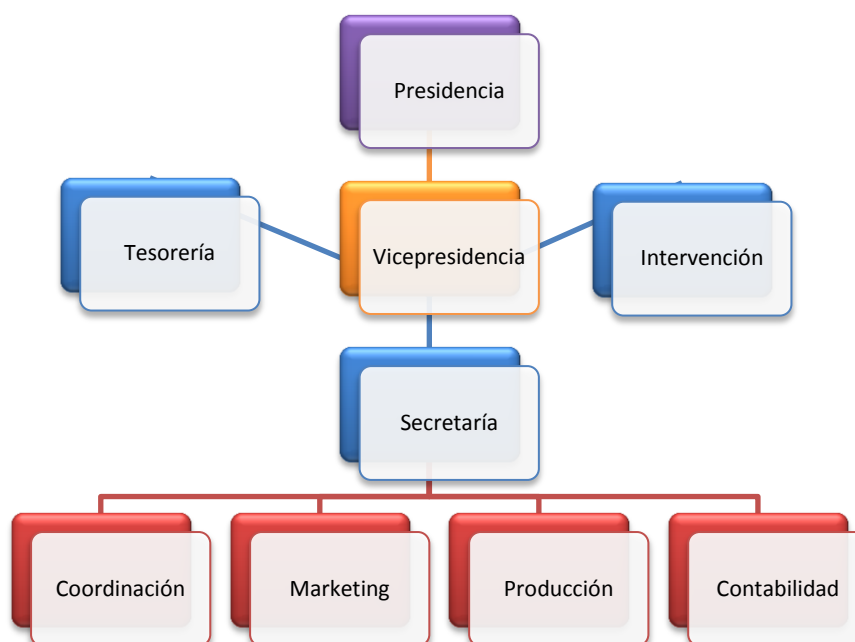 Presidencia
Tesorería
Vicepresidencia
Intervención
Secretaría
Coordinación
Marketing
Producción
Contabilidad